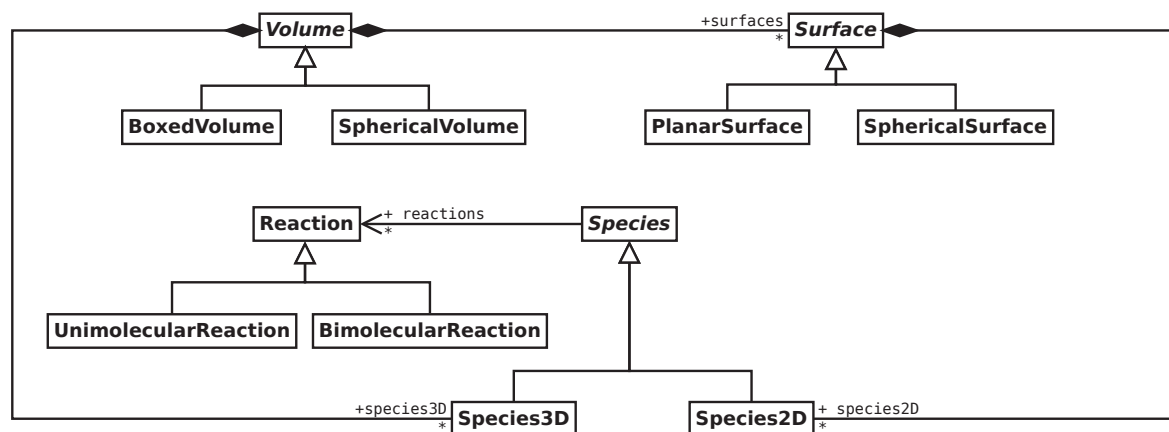 Volume
+surfaces
*
Surface
BoxedVolume
SphericalVolume
PlanarSurface
SphericalSurface
Reaction
+ reactions
*
Species
UnimolecularReaction
BimolecularReaction
+species3D
*
Species3D
Species2D
+ species2D
*